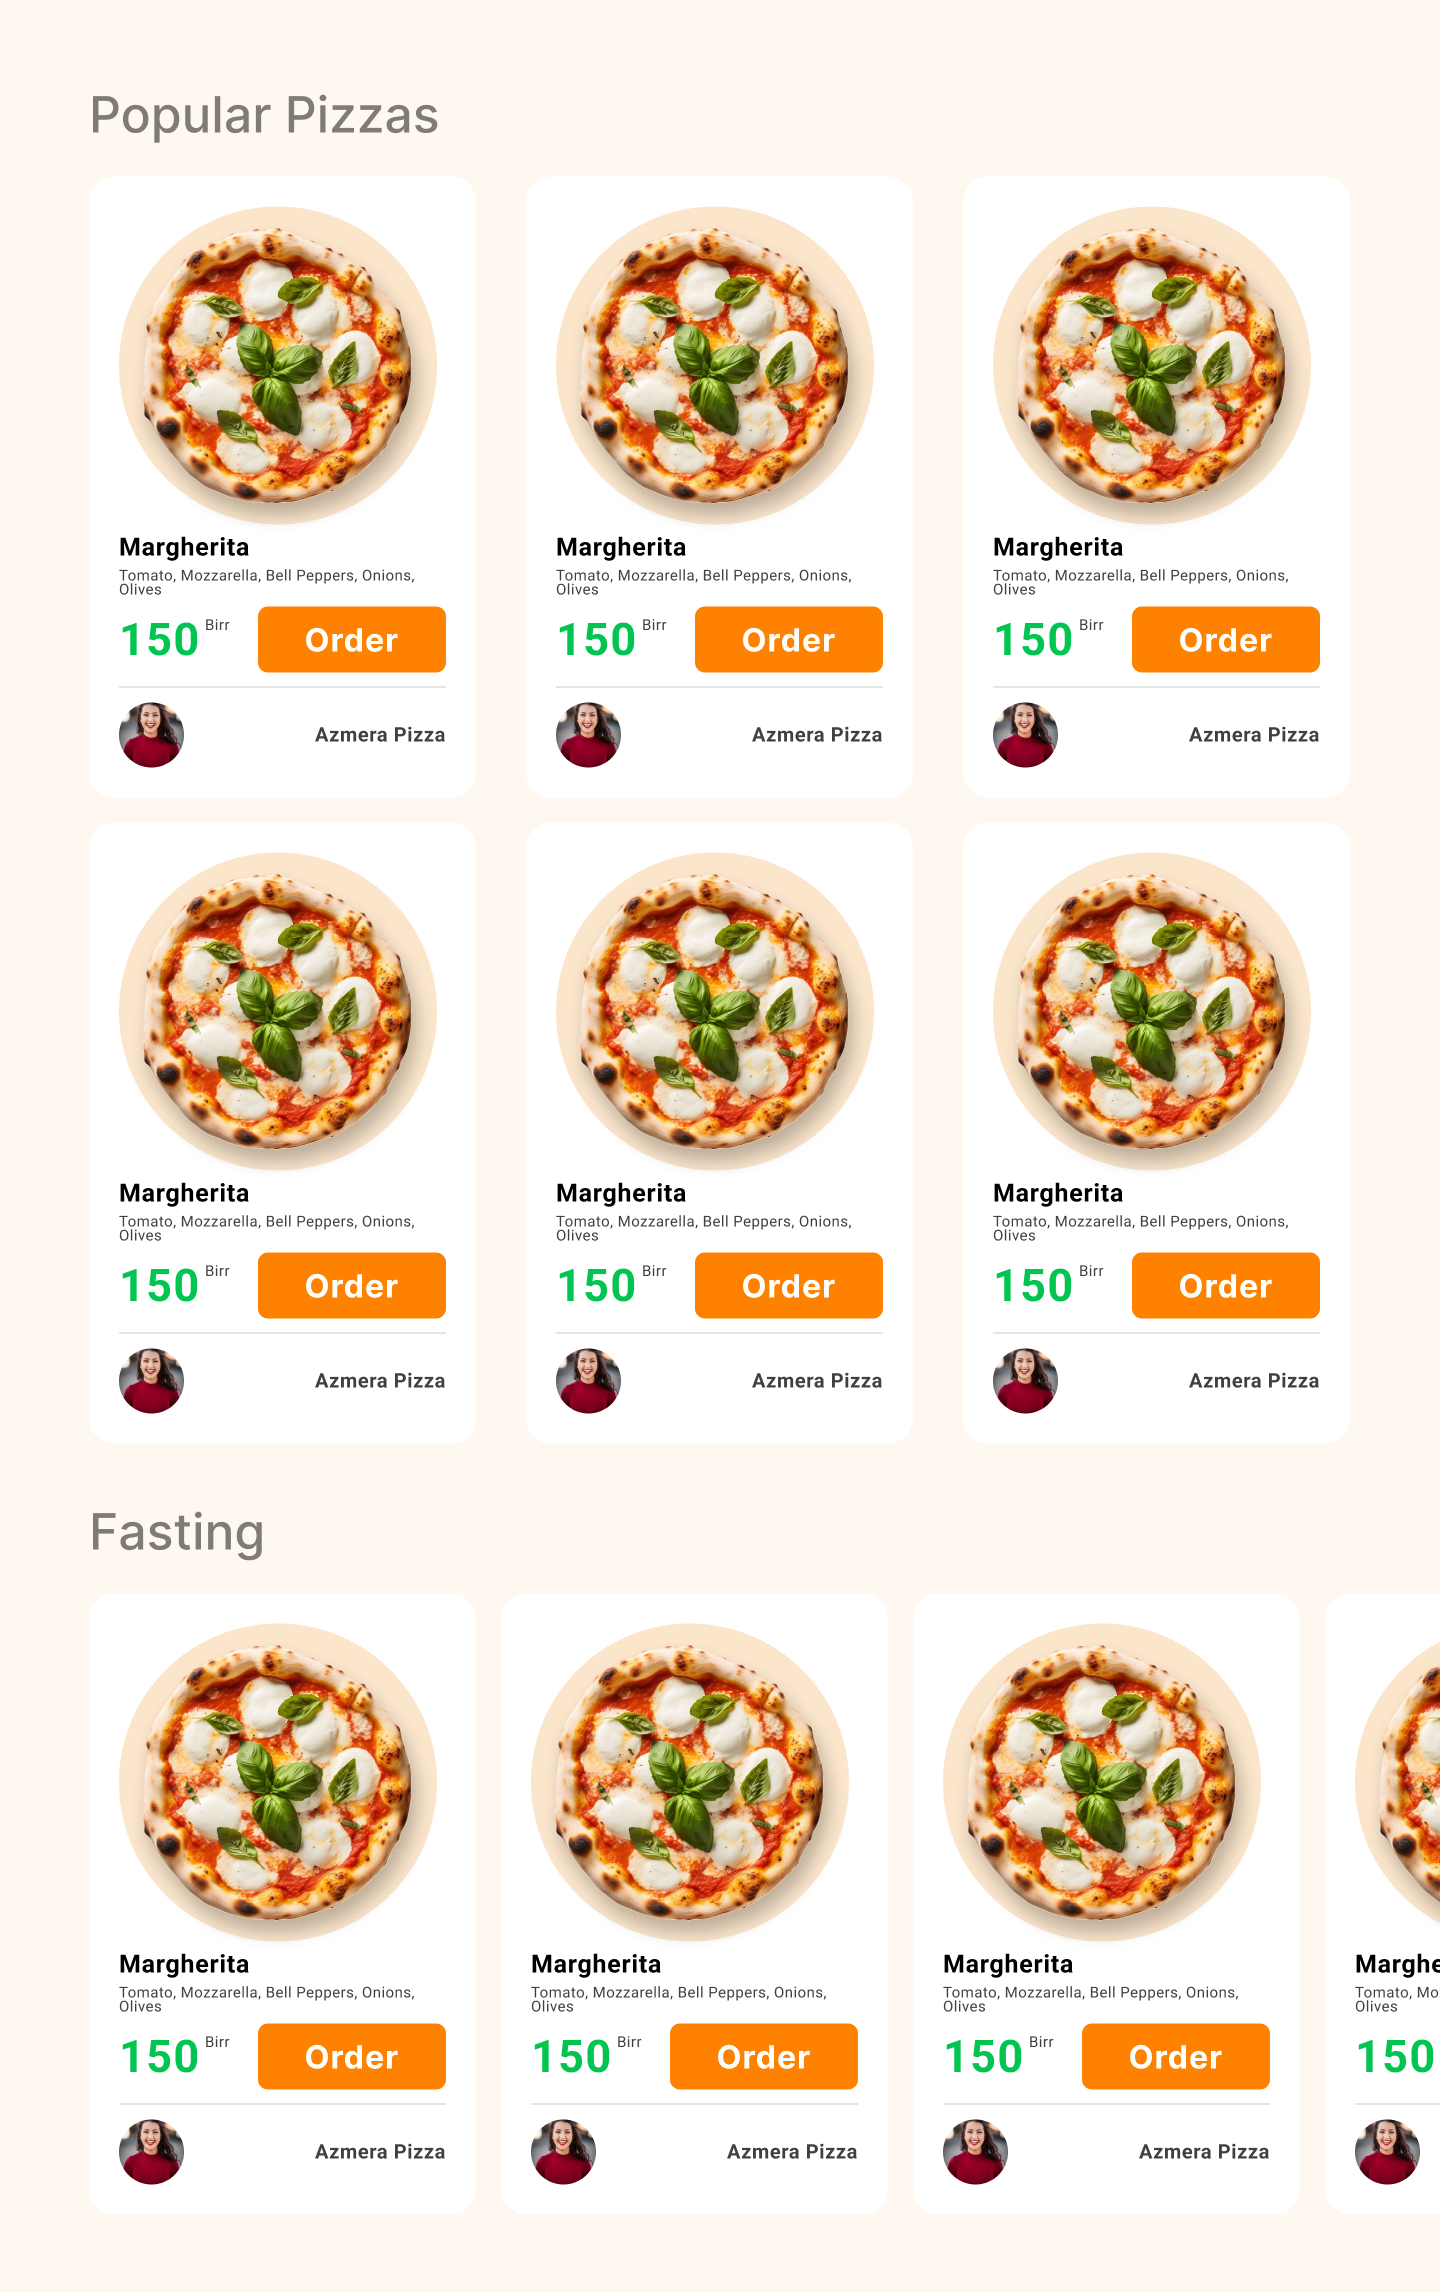 Popular Pizzas
Margherita
Tomato, Mozzarella, Bell Peppers, Onions,
Olives
150 Birr Order
Azmera Pizza
Margherita
Tomato, Mozzarella, Bell Peppers, Onions,
Olives
150 Birr Order
Azmera Pizza
Margherita
Tomato, Mozzarella, Bell Peppers, Onions,
Olives
150 Birr Order
Azmera Pizza
Margherita
Tomato, Mozzarella, Bell Peppers, Onions,
Olives
150 Birr Order
Azmera Pizza
Margherita
Tomato, Mozzarella, Bell Peppers, Onions,
Olives
150 Birr Order
Azmera Pizza
Margherita
Tomato, Mozzarella, Bell Peppers, Onions,
Olives
150 Birr Order
Azmera Pizza
Fasting
Margherita
Tomato, Mozzarella, Bell Peppers, Onions,
Olives
150 Birr Order
Azmera Pizza
Margherita
Tomato, Mozzarella, Bell Peppers, Onions,
Olives
150 Birr Order
Azmera Pizza
Margherita
Tomato, Mozzarella, Bell Peppers, Onions,
Olives
150 Birr Order
Azmera Pizza
Marghe
Tomato, Mo
Olives
150